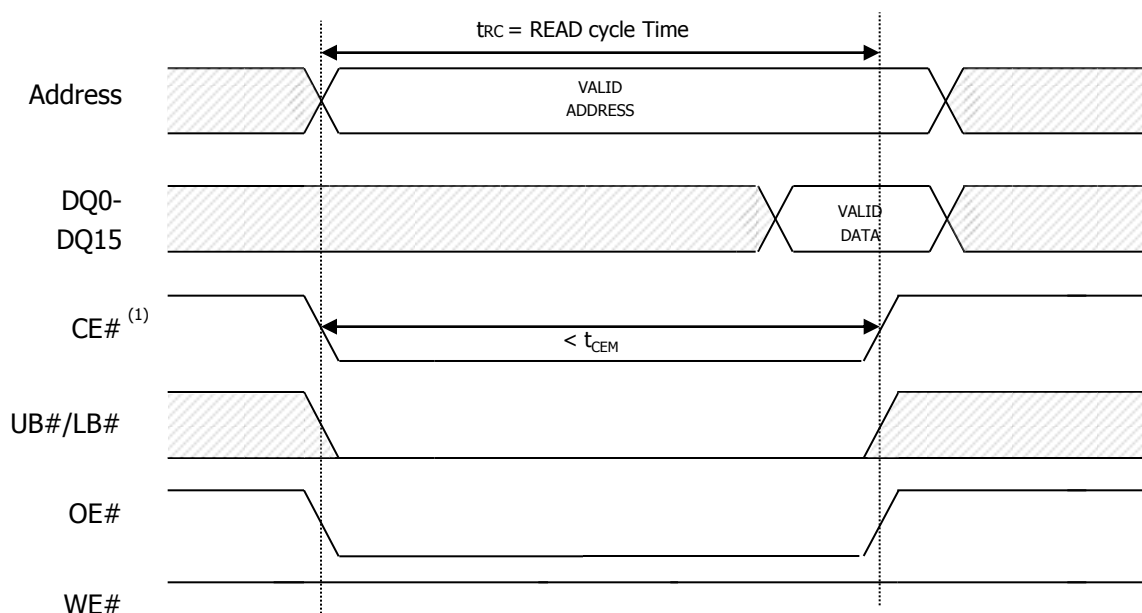 tRC = READ cycle Time
Address
VALID
ADDRESS
DQ0-
DQ15
VALID
DATA
CE# (1)
< tCEM
UB#/LB#
OE#
WE#